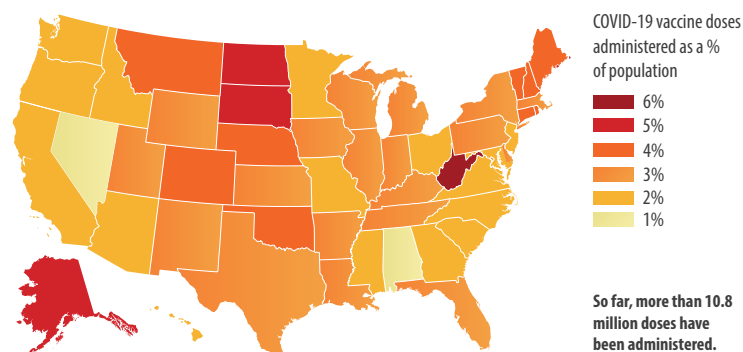 COVID-19 vaccine doses
administered as a %
of population
6%
5%
4%
3%
2%
1%
So far, more than 10.8
million doses have
been administered.